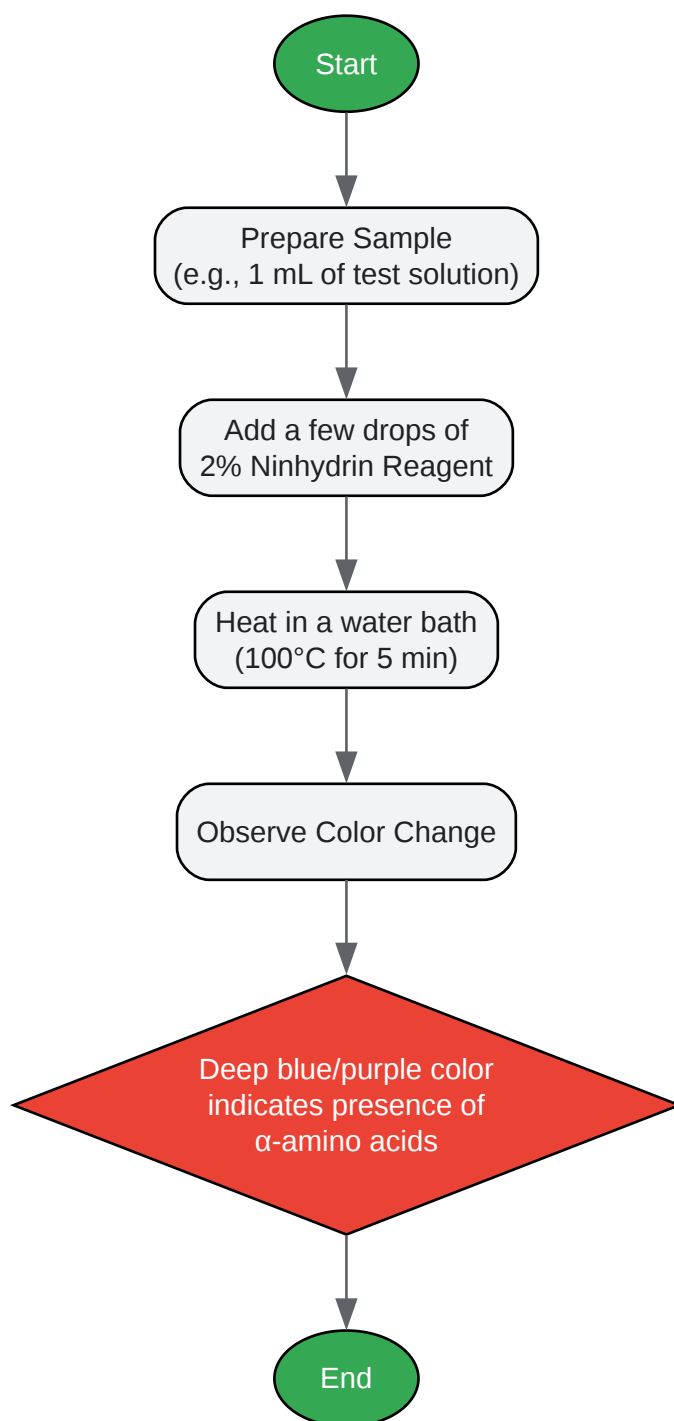 Start
Prepare Sample
(e.g., 1 mL of test solution)
Add a few drops of
2% Ninhydrin Reagent
Heat in a water bath
(100°C for 5 min)
Observe Color Change
Deep blue/purple color
indicates presence of
α-amino acids
End